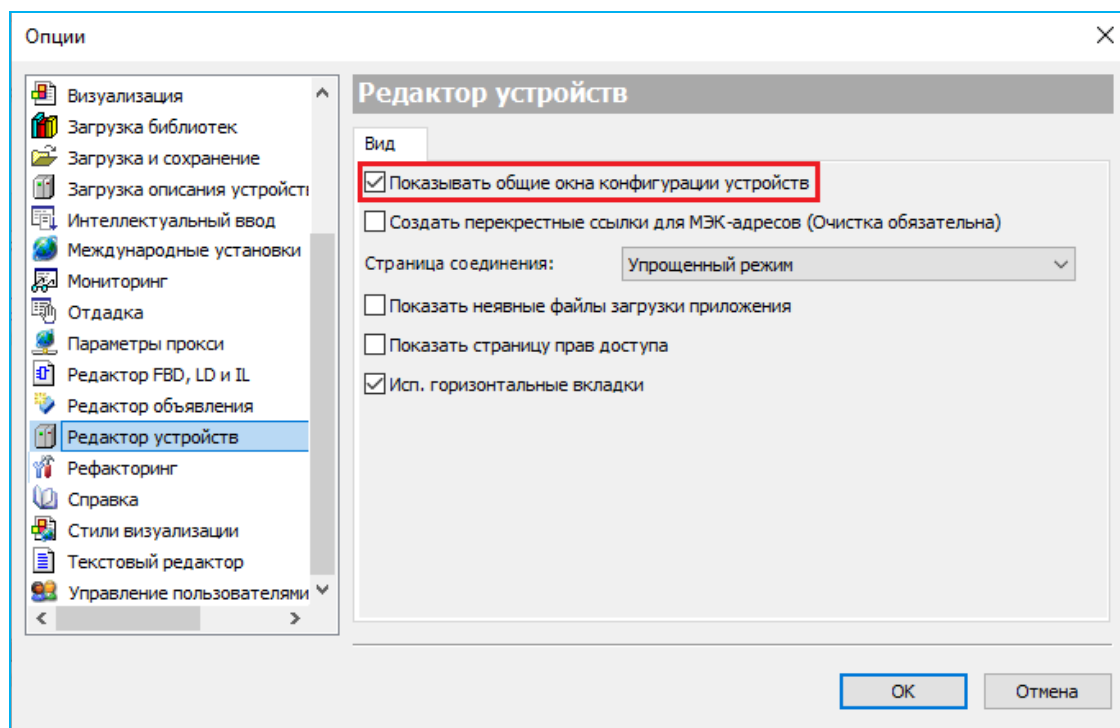 Опции
Визуализация
Загрузка библиотек
Загрузка и сохранение
Загрузка описания устройств
Интеллектуальный ввод
Международные установки
Мониторинг
Отдадка
Параметры прокси
Редактор FBD, LD и IL
Редактор объявления
Редактор устройств
Рефакторинг
Справка
Стили визуализации
Текстовый редактор
Управление пользователями
Редактор устройств
Вид
Показывать общие окна конфигурации устройств
Создать перекрестные ссылки для МЭК-адресов (Очистка обязательна)
Страница соединения: Упрощенный режим
Показать неявные файлы загрузки приложения
Показать страницу прав доступа
Исп. горизонтальные вкладки
OK Отмена